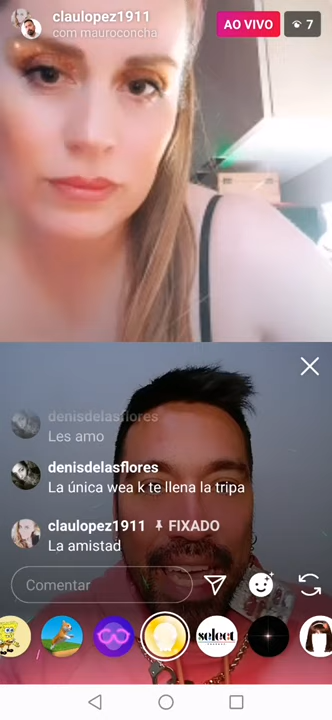 claulopez1911
com mauroconcha
AO VIVO
7
denisdelasflores
Les amo
denisdelasflores
La única wea k te llena la tripa
claulopez1911 FIXADO
La amistad
Comentar
select